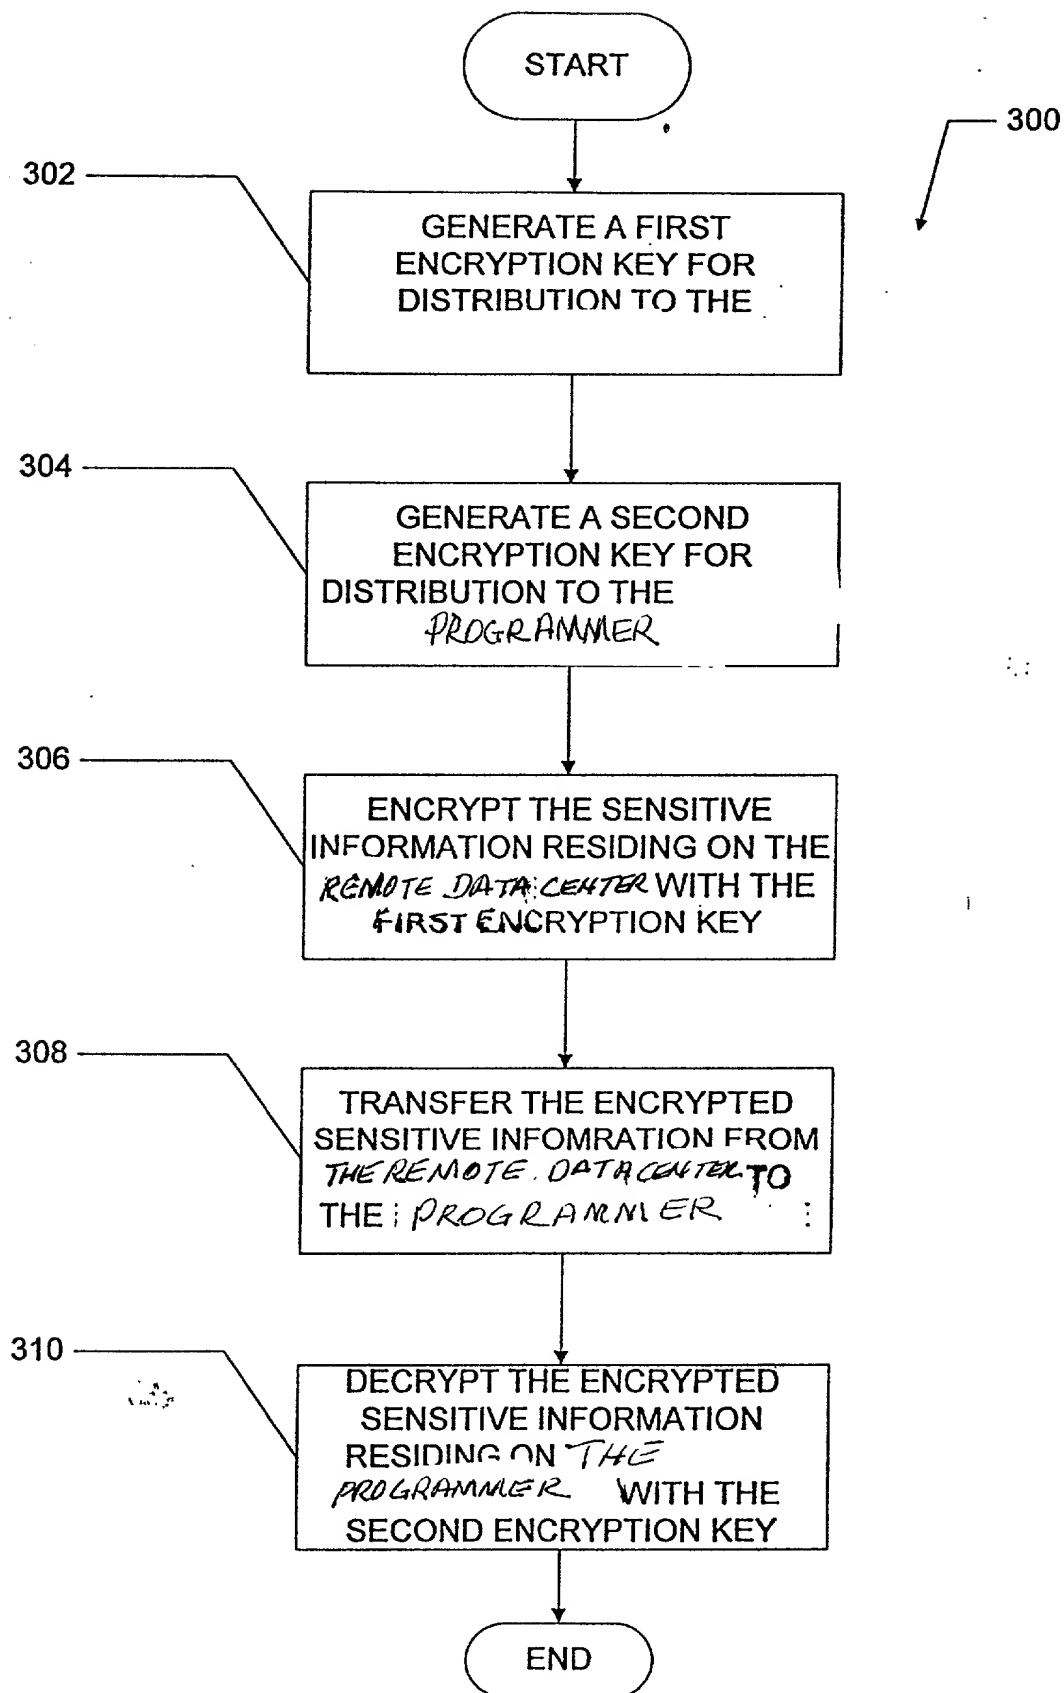 START
300
302
GENERATE A FIRST
ENCRYPTION KEY FOR
DISTRIBUTION TO THE
304
GENERATE A SECOND
ENCRYPTION KEY FOR
DISTRIBUTION TO THE
PROGRAMMER
306
ENCRYPT THE SENSITIVE
INFORMATION RESIDING ON THE
REMOTE DATA CENTER WITH THE
FIRST ENCRYPTION KEY
308
TRANSFER THE ENCRYPTED
SENSITIVE INFOMRATION FROM
THE REMOTE DATA CENTER TO
THE PROGRAMMER
310
DECRYPT THE ENCRYPTED
SENSITIVE INFORMATION
RESIDING ON THE
PROGRAMMER WITH THE
SECOND ENCRYPTION KEY
END